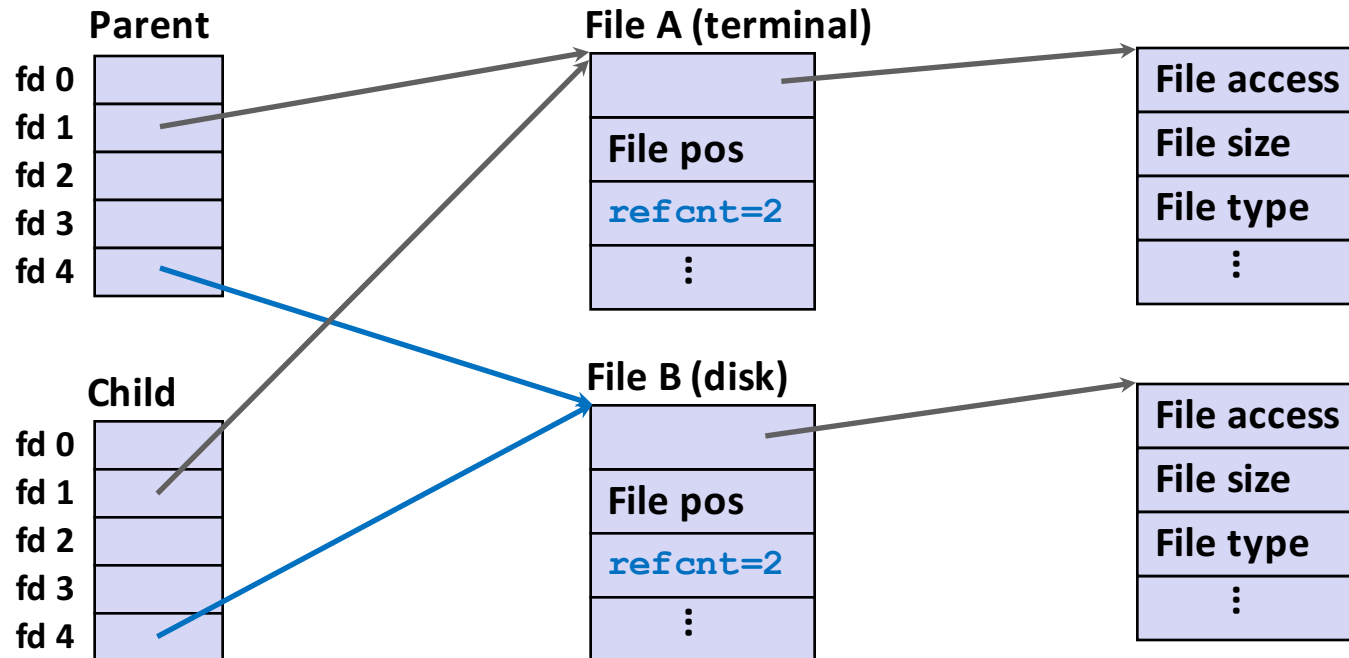 Parent
fd 0
fd 1
fd 2
fd 3
fd 4
File A (terminal)
File pos
refcnt=2
⋮
File access
File size
File type
⋮
Child
fd 0
fd 1
fd 2
fd 3
fd 4
File B (disk)
File pos
refcnt=2
⋮
File access
File size
File type
⋮